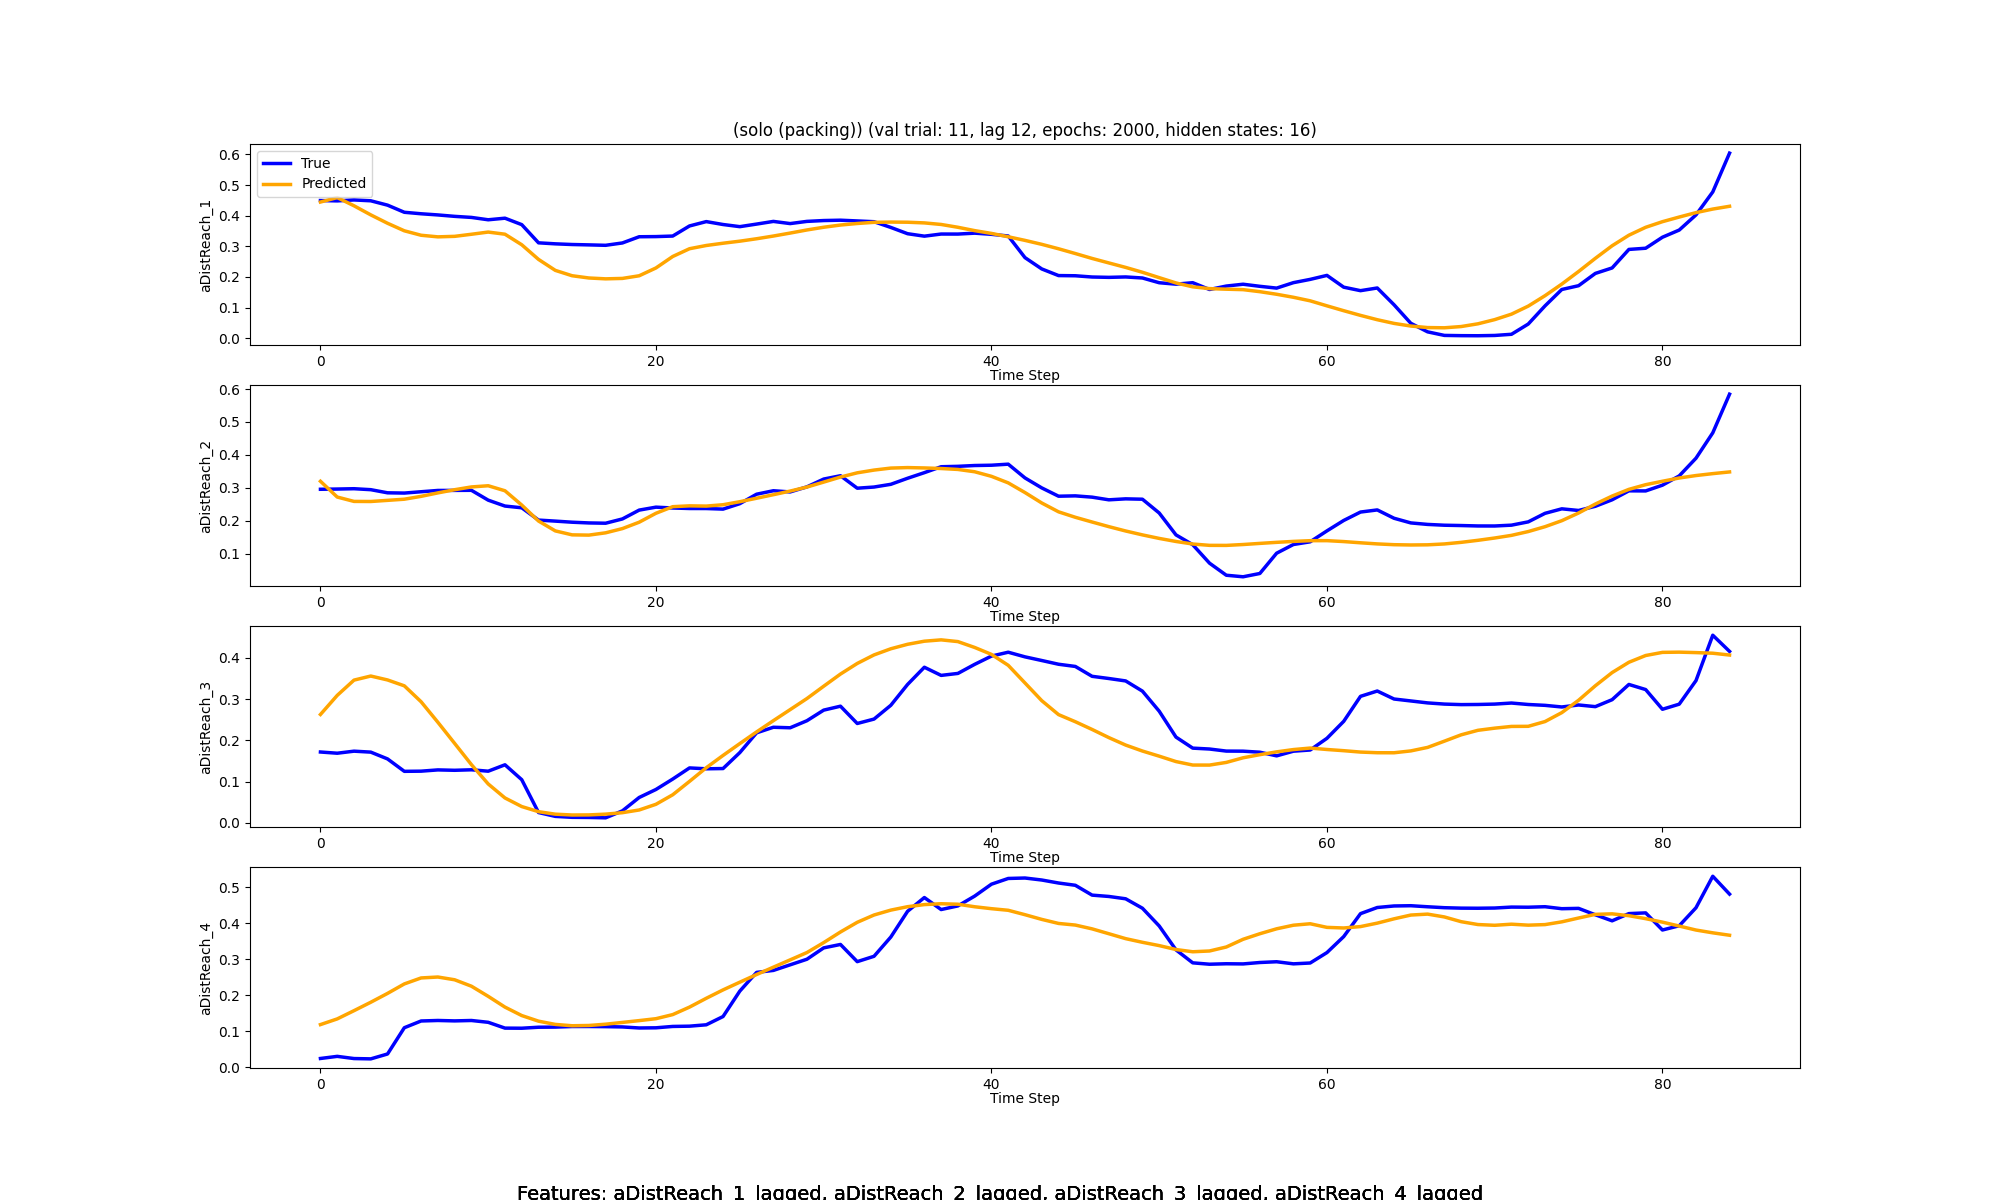 (solo (packing)) (val trial: 11, lag 12, epochs: 2000, hidden states: 16)
True
Predicted
aDistReach_1
0.6
0.5
0.4
0.3
0.2
0.1
0.0
0 20 40 60 80
Time Step
aDistReach_2
0.6
0.5
0.4
0.3
0.2
0.1
0 20 40 60 80
Time Step
aDistReach_3
0.4
0.3
0.2
0.1
0.0
0 20 40 60 80
Time Step
aDistReach_4
0.5
0.4
0.3
0.2
0.1
0.0
0 20 40 60 80
Time Step
Features: aDistReach_1_lagged, aDistReach_2_lagged, aDistReach_3_lagged, aDistReach_4_lagged